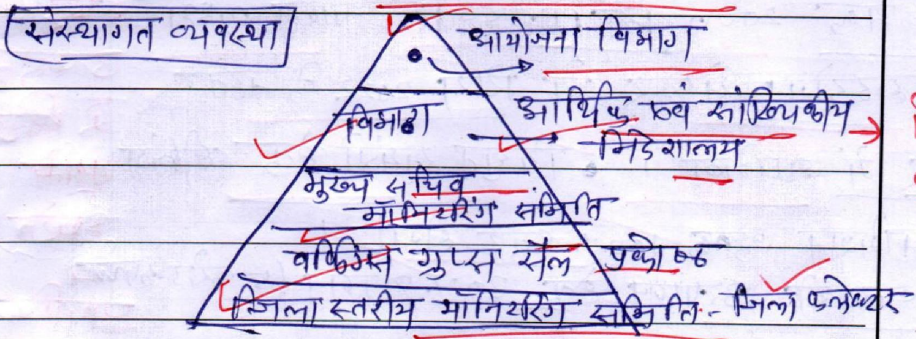 संस्थागत व्यवस्था
आयोजना विभाग
विभाग
आर्थिक एवं सांख्यिकीय
निदेशालय
मुख्य सचिव
मॉनिटरिंग समिति
वर्किंग ग्रुप्स सैल प्रकोष्ठ
जिला स्तरीय मॉनिटरिंग समिति - जिला कलेक्टर